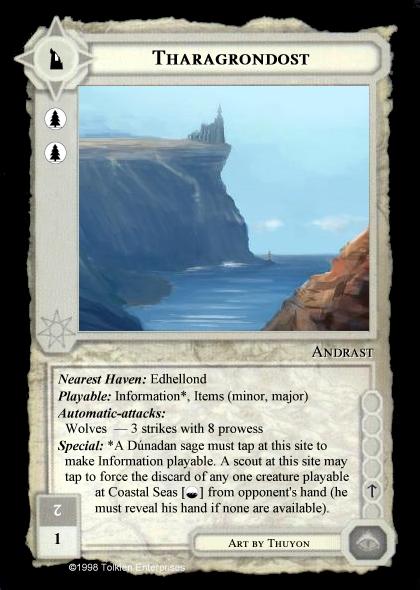 THARAGRONDOST
ANDRAST
Nearest Haven: Edhellond
Playable: Information*, Items (minor, major)
Automatic-attacks:
Wolves — 3 strikes with 8 prowess
Special: *A Dúnadan sage must tap at this site to
make Information playable. A scout at this site may
tap to force the discard of any one creature playable
at Coastal Seas [ ] from opponent's hand (he
must reveal his hand if none are available).
2
1
ART BY THUYON
©1998 Tolkien Enterprises